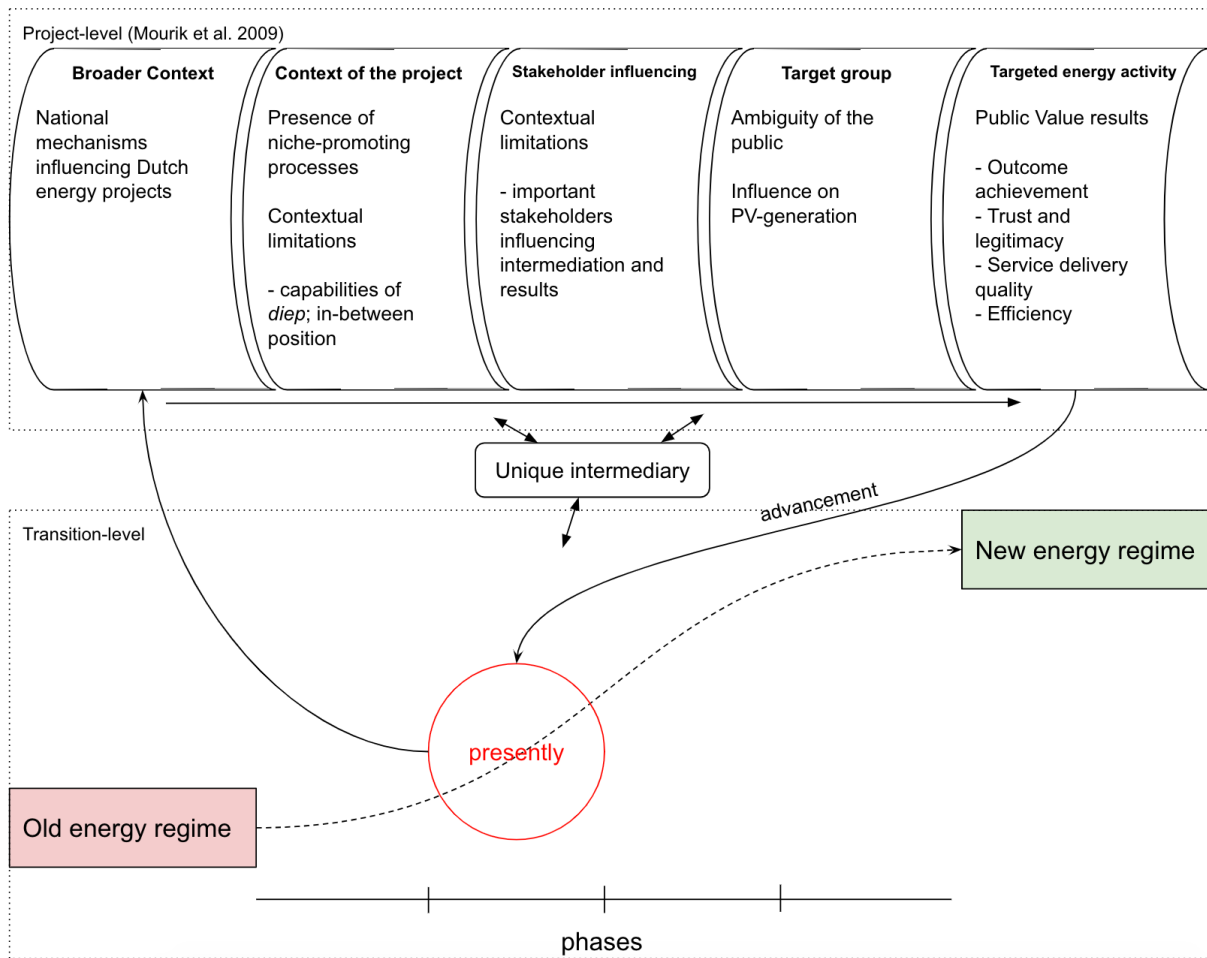 Project-level (Mourik et al. 2009)
Broader Context
National
mechanisms
influencing Dutch
energy projects
Context of the project
Presence of
niche-promoting
processes
Contextual
limitations
- capabilities of
diep; in-between
position
Stakeholder influencing
Contextual
limitations
- important
stakeholders
influencing
intermediation and
results
Target group
Ambiguity of the
public
Influence on
PV-generation
Targeted energy activity
Public Value results
- Outcome
achievement
- Trust and
legitimacy
- Service delivery
quality
- Efficiency
Unique intermediary
advancement
Transition-level
New energy regime
presently
Old energy regime
phases